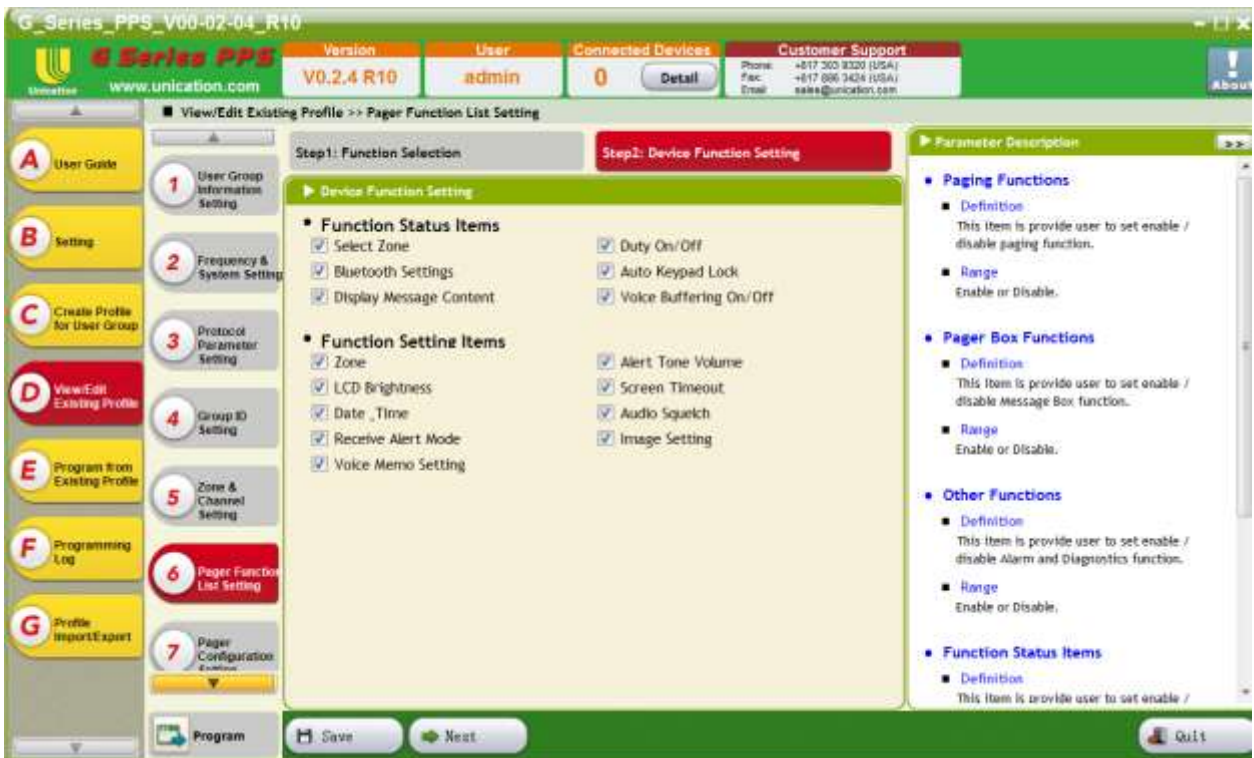 G_Series_PPS_V00-02-04_R10
Unication
G Series PPS
www.unication.com
Version
V0.2.4 R10
User
admin
Connected Devices
0
Detail
Customer Support
Phone: +817 303 9320 (USA)
Fax: +817 886 3424 (USA)
Email: sales@unication.com
!
About
■ View/Edit Existing Profile >> Pager Function List Setting
A User Guide
B Setting
C Create Profile
for User Group
D View/Edit
Existing Profile
E Program from
Existing Profile
F Programming
Log
G Profile
Import/Export
1 User Group
Information
Setting
2 Frequency &
System Setting
3 Protocol
Parameter
Setting
4 Group ID
Setting
5 Zone &
Channel
Setting
6 Pager Function
List Setting
7 Pager
Configuration
Setting
Program
Step1: Function Selection
Step2: Device Function Setting
Device Function Setting
• Function Status Items
Select Zone
Duty On/Off
Bluetooth Settings
Auto Keypad Lock
Display Message Content
Voice Buffering On/Off
• Function Setting Items
Zone
Alert Tone Volume
LCD Brightness
Screen Timeout
Date _Time
Audio Squelch
Receive Alert Mode
Image Setting
Voice Memo Setting
Save
Next
Quit
Parameter Description
>>
• Paging Functions
■ Definition
This item is provide user to set enable /
disable paging function.
■ Range
Enable or Disable.
• Pager Box Functions
■ Definition
This item is provide user to set enable /
disable Message Box function.
■ Range
Enable or Disable.
• Other Functions
■ Definition
This item is provide user to set enable /
disable Alarm and Diagnostics function.
■ Range
Enable or Disable.
• Function Status Items
■ Definition
This item is provide user to set enable /